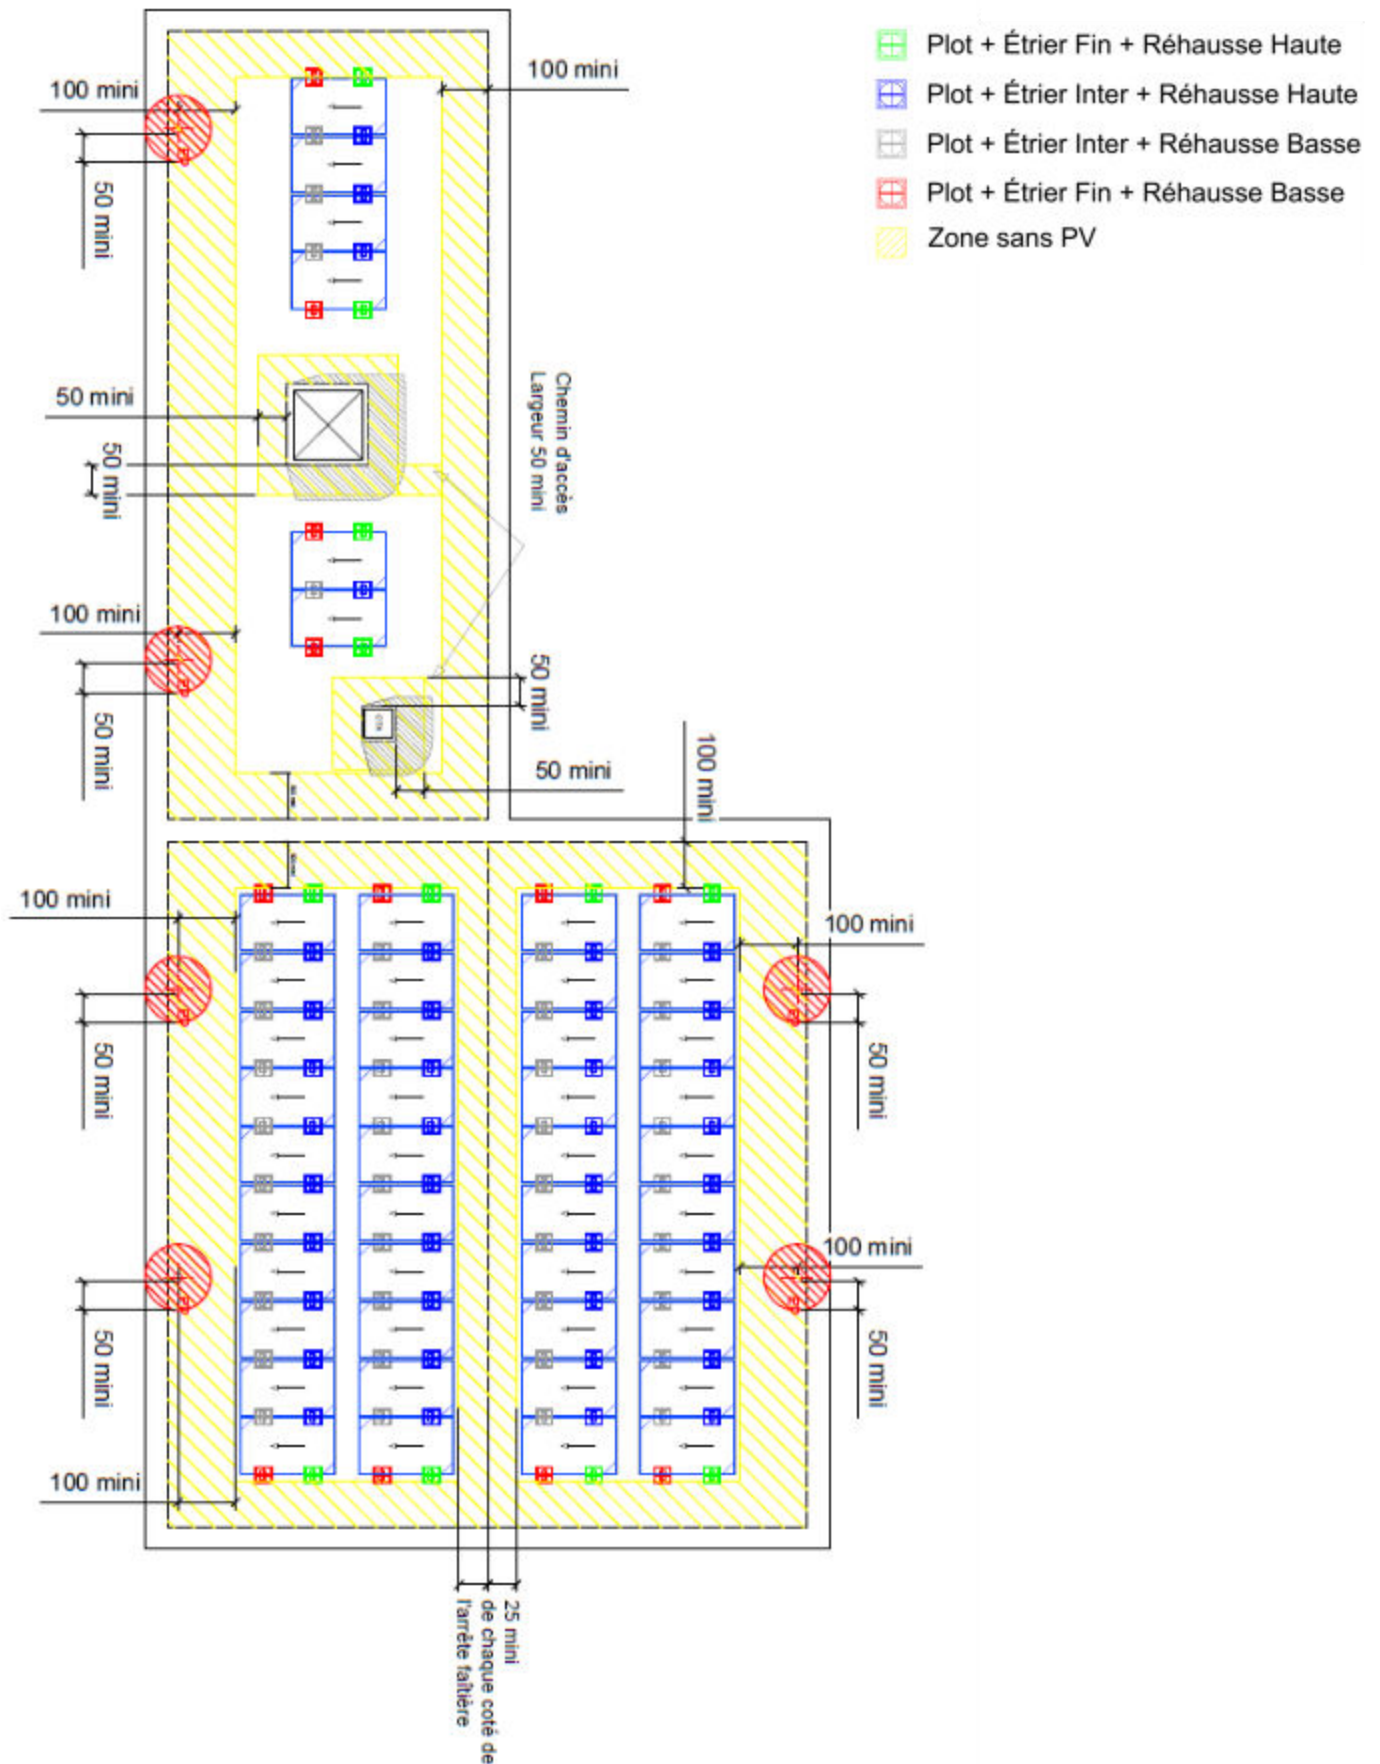 Plot + Étrier Fin + Réhausse Haute
Plot + Étrier Inter + Réhausse Haute
Plot + Étrier Inter + Réhausse Basse
Plot + Étrier Fin + Réhausse Basse
Zone sans PV
100 mini
100 mini
50 mini
Chemin d'accès
Largeur 50 mini
50 mini
50 mini
100 mini
50 mini
50 mini
50 mini
100 mini
100 mini
100 mini
50 mini
50 mini
100 mini
50 mini
50 mini
100 mini
25 mini
de chaque coté de
l'arrête faîtière